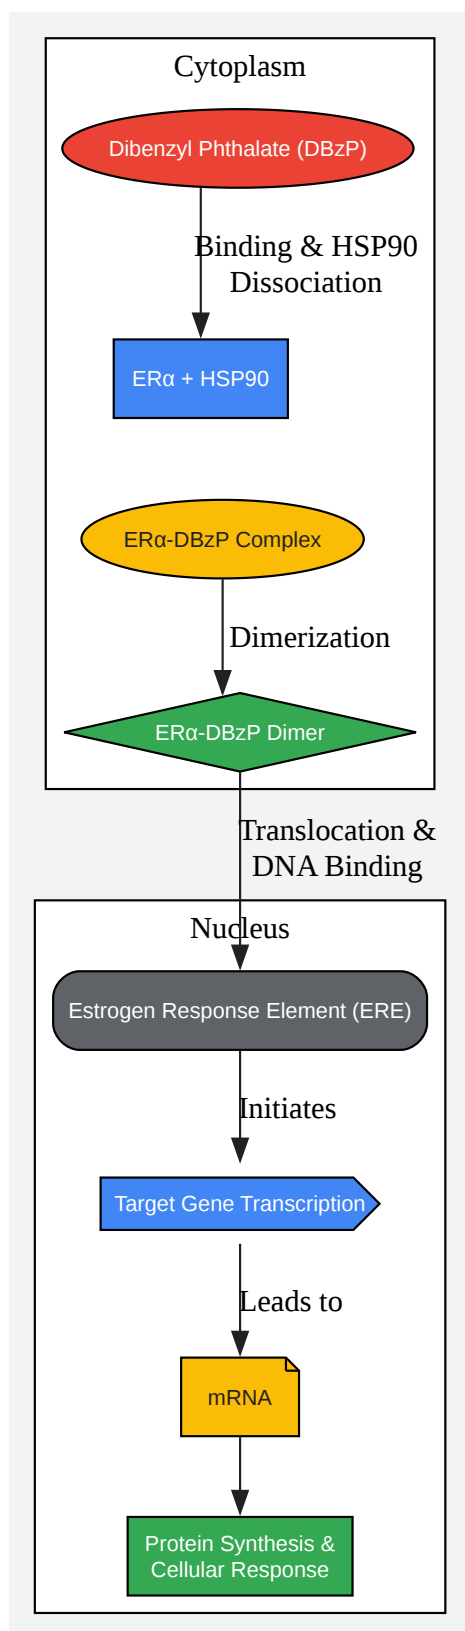 Cytoplasm
Dibenzyl Phthalate (DBzP)
Binding & HSP90
Dissociation
ERα + HSP90
ERα-DBzP Complex
Dimerization
ERα-DBzP Dimer
Translocation &
DNA Binding
Nucleus
Estrogen Response Element (ERE)
Initiates
Target Gene Transcription
Leads to
mRNA
Protein Synthesis &
Cellular Response